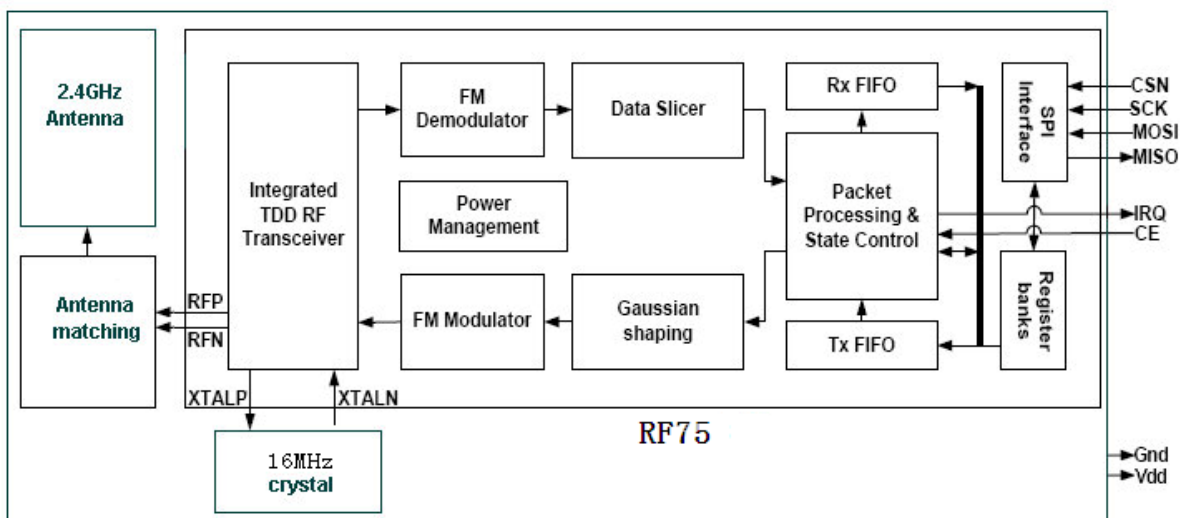 2.4GHz
Antenna
Antenna
matching
RFP
RFN
XTALP
XTALN
16MHz
crystal
Integrated
TDD RF
Transceiver
FM
Demodulator
Data Slicer
Power
Management
FM Modulator
Gaussian
shaping
Rx FIFO
Packet
Processing &
State Control
Tx FIFO
SPI
Interface
Register
banks
CSN
SCK
MOSI
MISO
IRQ
CE
RF75
Gnd
Vdd